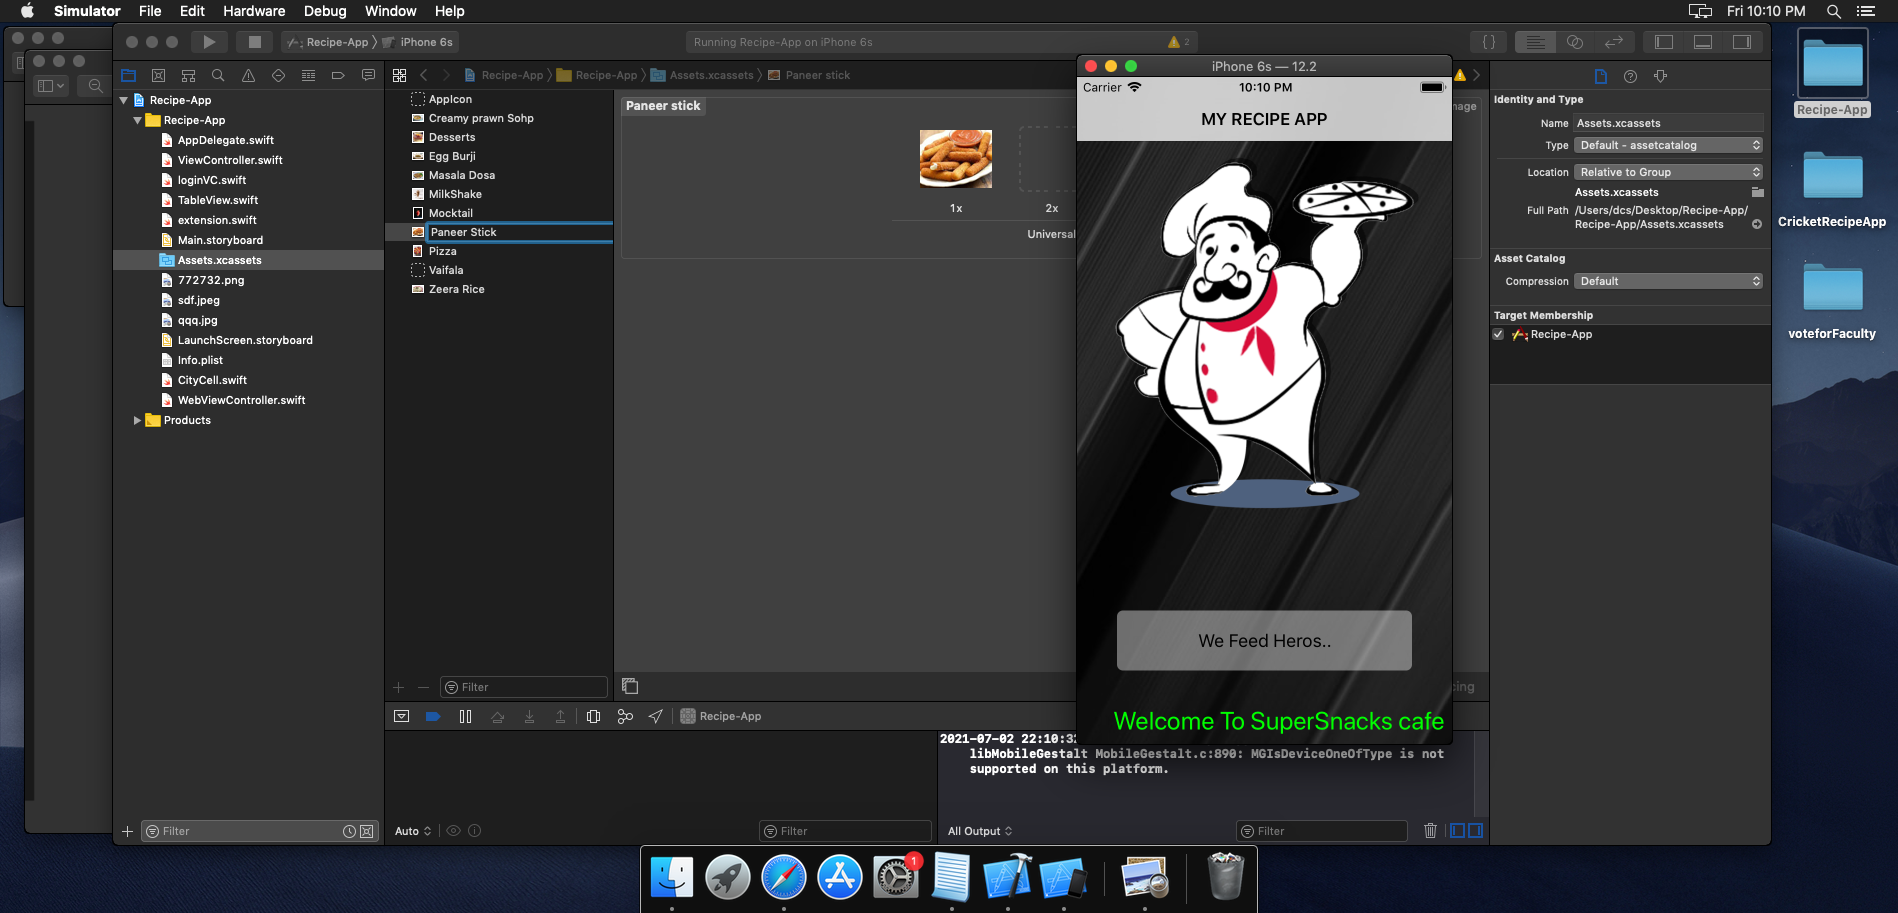 Simulator File Edit Hardware Debug Window Help Fri 10:10 PM
Recipe-App iPhone 6s
Running Recipe-App on iPhone 6s 2
iPhone 6s — 12.2
Recipe-App Recipe-App Assets.xcassets Paneer stick
Recipe-App
Recipe-App
AppDelegate.swift
ViewController.swift
loginVC.swift
TableView.swift
extension.swift
Main.storyboard
Assets.xcassets
772732.png
sdf.jpeg
qqq.jpg
LaunchScreen.storyboard
Info.plist
CityCell.swift
WebViewController.swift
Products
Filter
AppIcon
Creamy prawn Sohp
Desserts
Egg Burji
Masala Dosa
MilkShake
Mocktail
Paneer Stick
Pizza
Vaifala
Zeera Rice
Filter
Paneer stick
1x 2x
Universal
Carrier 10:10 PM
MY RECIPE APP
We Feed Heros..
Welcome To SuperSnacks cafe
Identity and Type
Name Assets.xcassets
Type Default - assetcatalog
Location Relative to Group
Assets.xcassets
Full Path /Users/dcs/Desktop/Recipe-App/
Recipe-App/Assets.xcassets
Asset Catalog
Compression Default
Target Membership
Recipe-App
Recipe-App
CricketRecipeApp
voteforFaculty
Recipe-App
2021-07-02 22:10:32
libMobileGestalt MobileGestalt.c:890: MGIsDeviceOneOfType is not
supported on this platform.
Auto Filter
All Output Filter
1